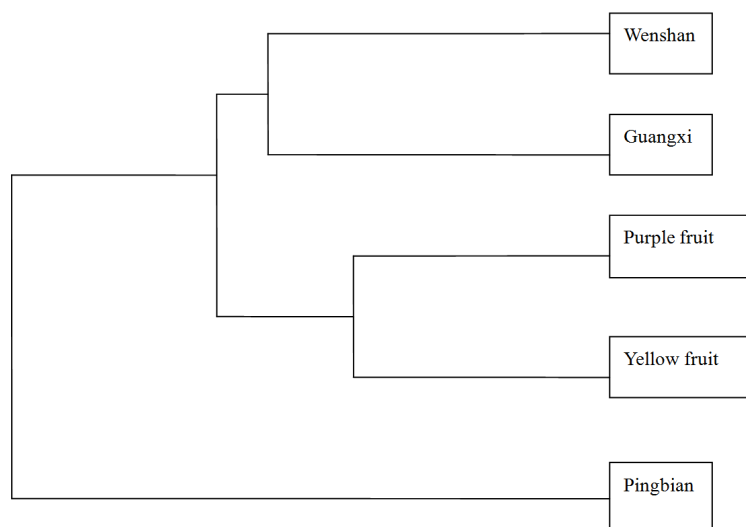 Wenshan
Guangxi
Purple fruit
Yellow fruit
Pingbian